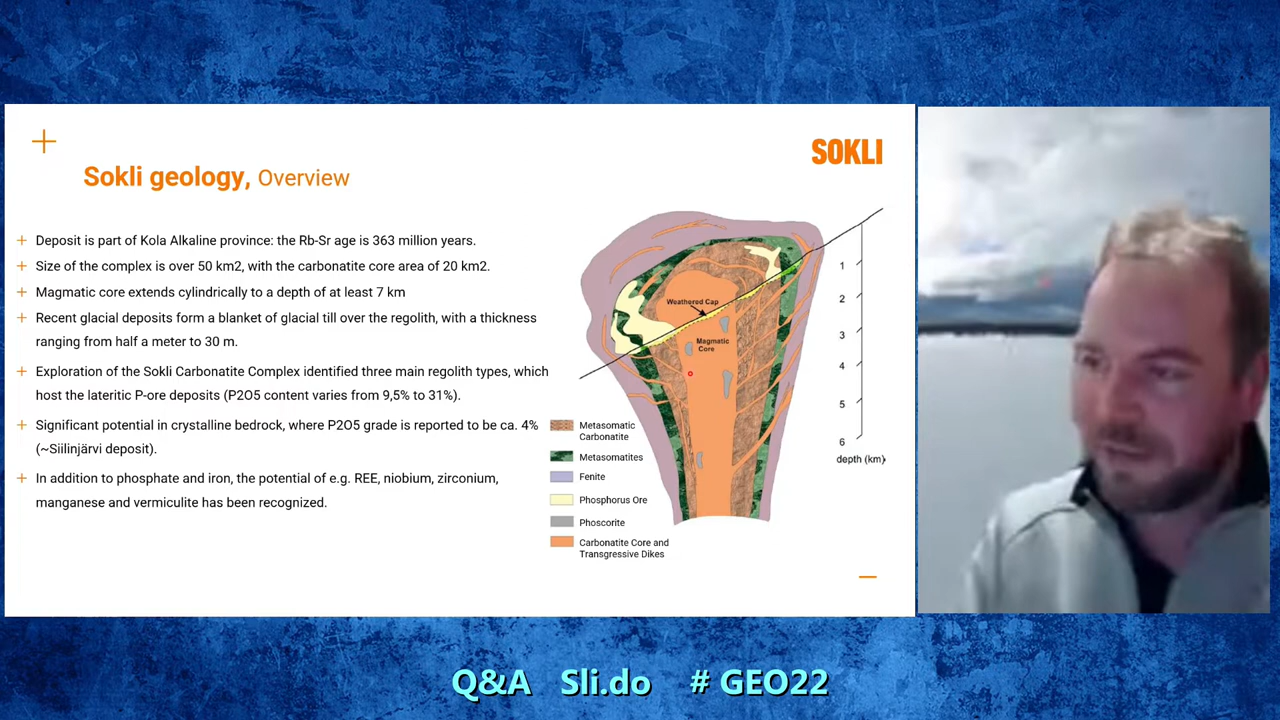 SOKLI
Sokli geology, Overview
Deposit is part of Kola Alkaline province: the Rb-Sr age is 363 million years.
Size of the complex is over 50 km2, with the carbonatite core area of 20 km2.
Magmatic core extends cylindrically to a depth of at least 7 km
Recent glacial deposits form a blanket of glacial till over the regolith, with a thickness
ranging from half a meter to 30 m.
Exploration of the Sokli Carbonatite Complex identified three main regolith types, which
host the lateritic P-ore deposits (P2O5 content varies from 9,5% to 31%).
Significant potential in crystalline bedrock, where P2O5 grade is reported to be ca. 4%
(~Siilinjärvi deposit).
In addition to phosphate and iron, the potential of e.g. REE, niobium, zirconium,
manganese and vermiculite has been recognized.
Weathered Cap
Magmatic
Core
1
2
3
4
5
6
depth (km)
Metasomatic
Carbonatite
Metasomatites
Fenite
Phosphorus Ore
Phoscorite
Carbonatite Core and
Transgressive Dikes
Q&A Sli.do # GEO22